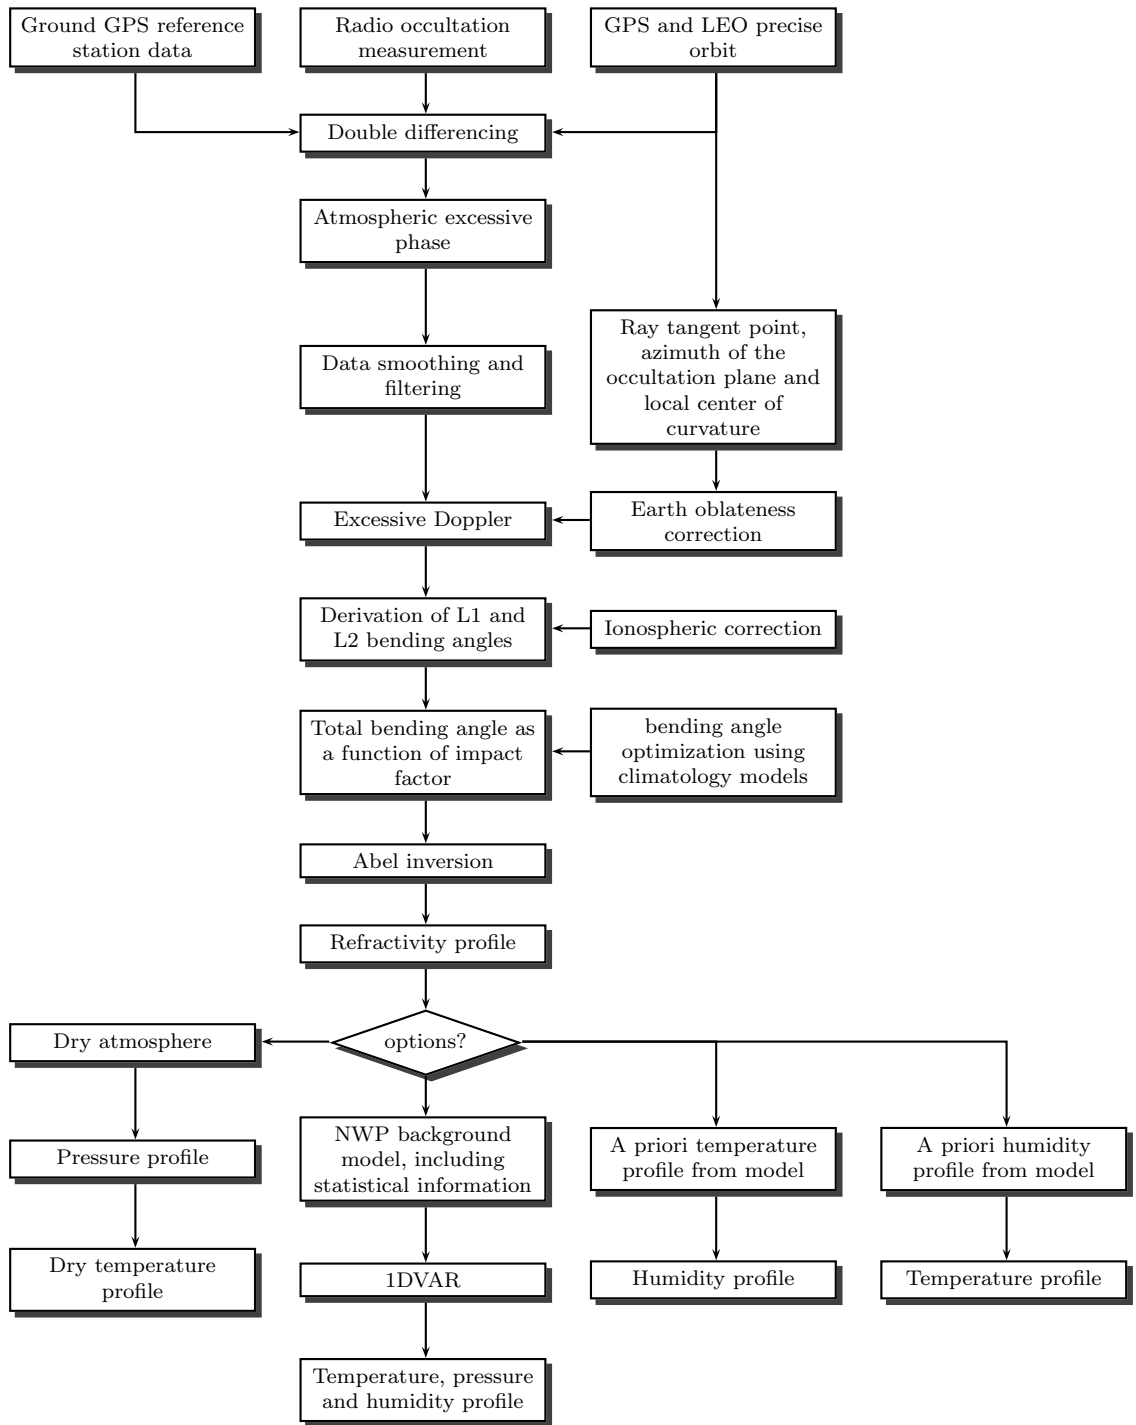 Ground GPS reference
station data
Radio occultation
measurement
GPS and LEO precise
orbit
Double differencing
Atmospheric excessive
phase
Ray tangent point,
azimuth of the
occultation plane and
local center of
curvature
Data smoothing and
filtering
Excessive Doppler
Earth oblateness
correction
Derivation of L1 and
L2 bending angles
Ionospheric correction
Total bending angle as
a function of impact
factor
bending angle
optimization using
climatology models
Abel inversion
Refractivity profile
Dry atmosphere
options?
Pressure profile
NWP background
model, including
statistical information
A priori temperature
profile from model
A priori humidity
profile from model
Dry temperature
profile
1DVAR
Humidity profile
Temperature profile
Temperature, pressure
and humidity profile